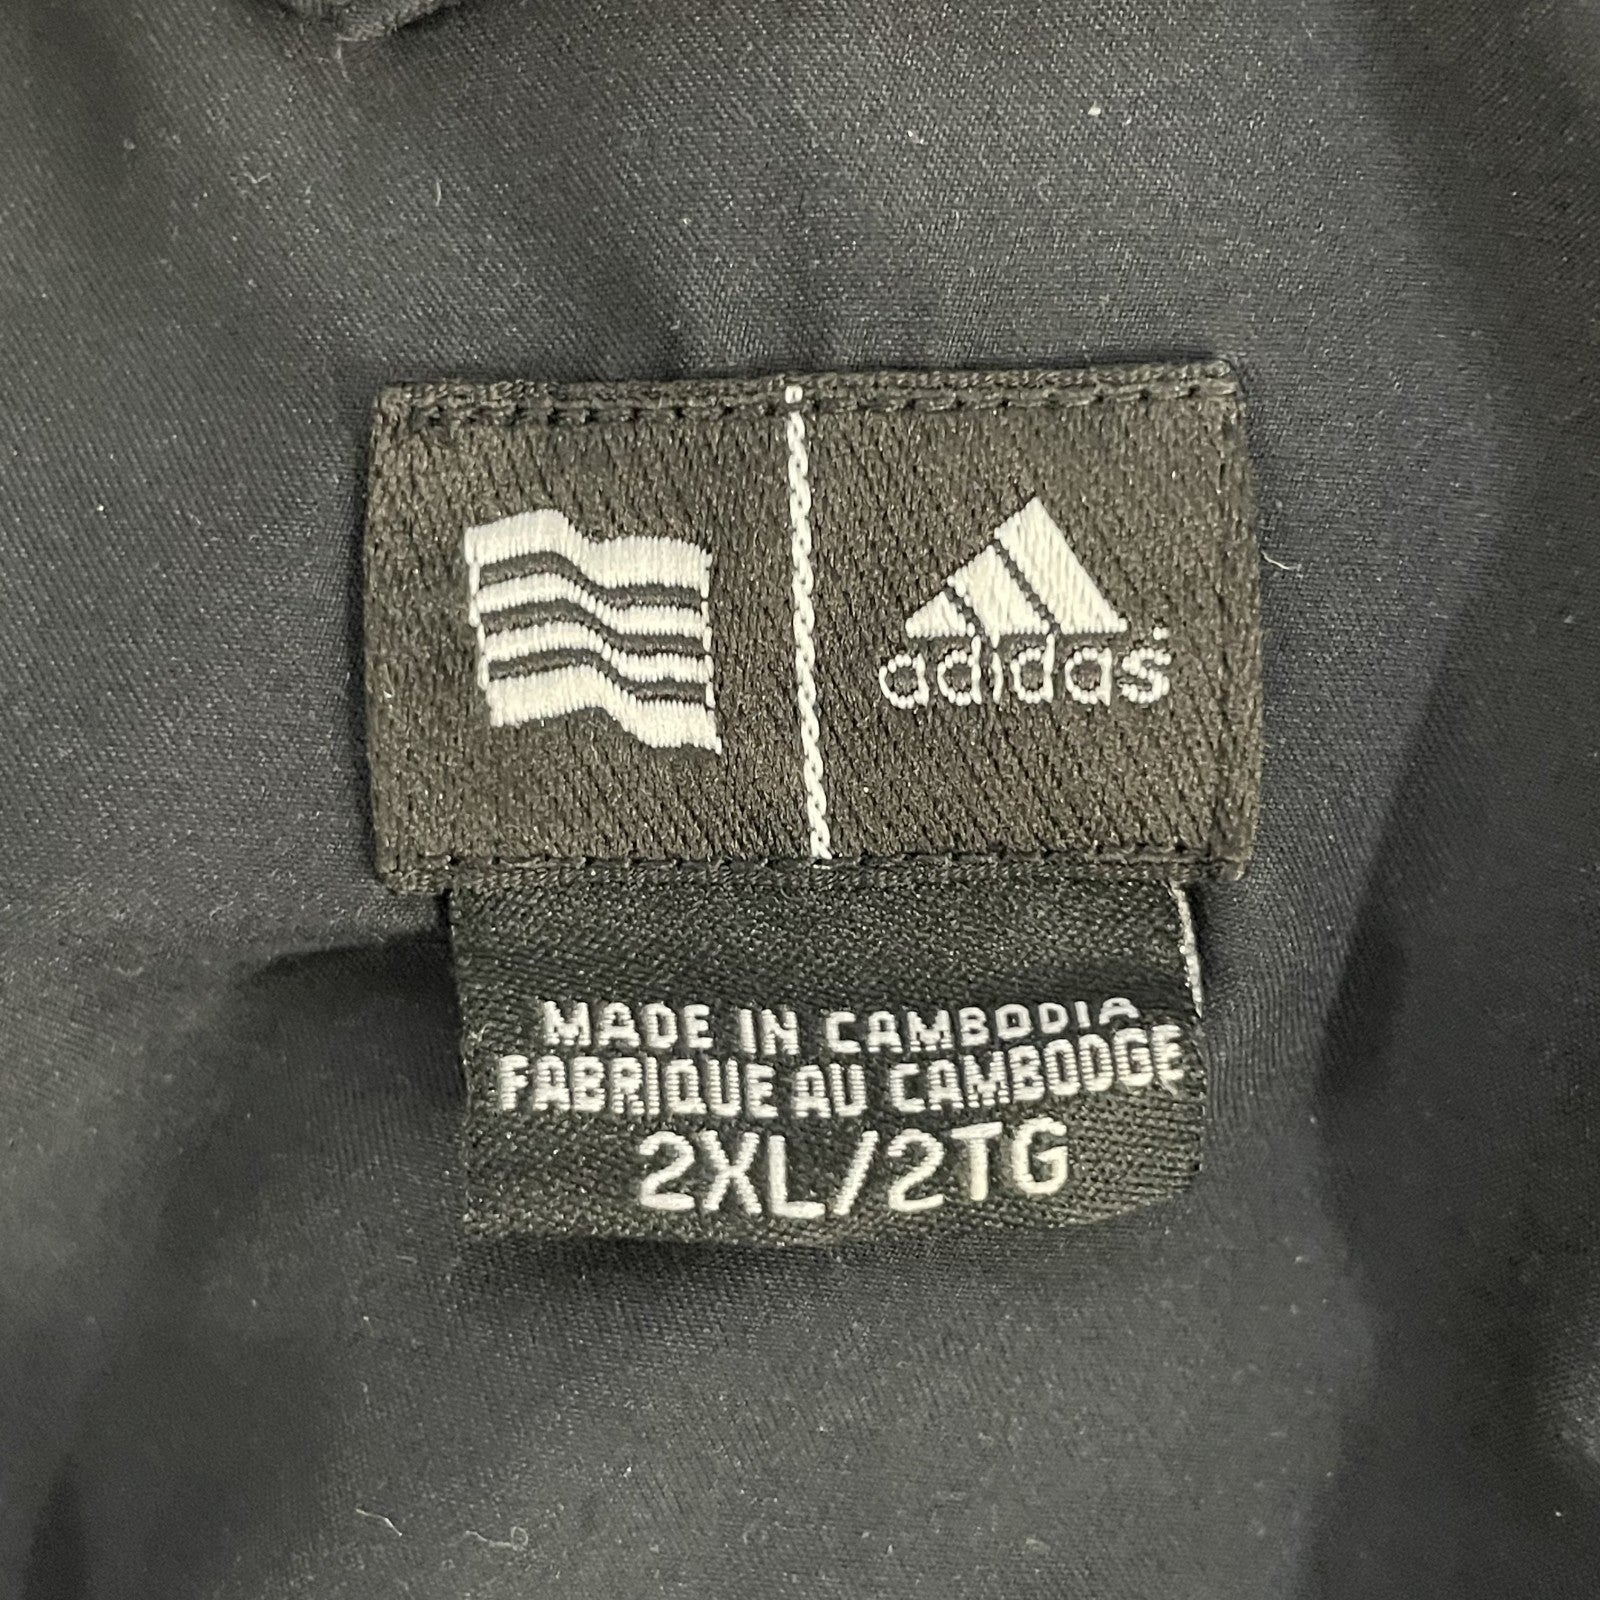 adidas
MADE IN CAMBODIA
FABRIQUE AU CAMBODGE
2XL/2TG